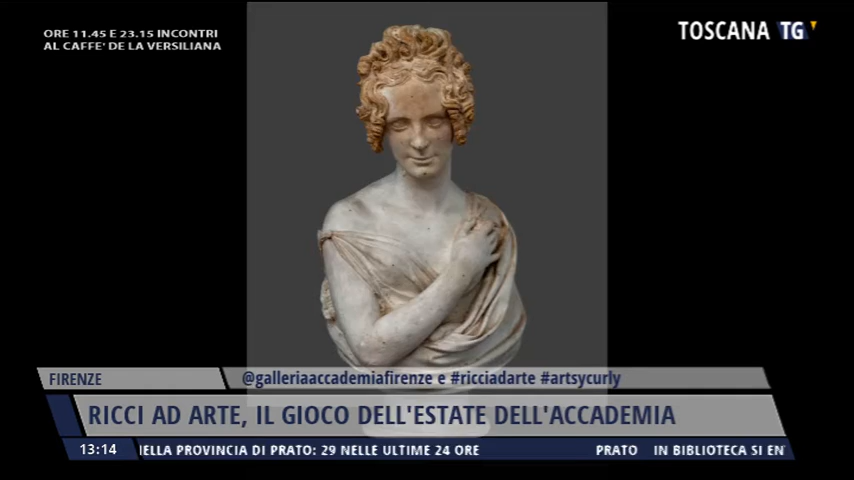 ORE 11.45 E 23.15 INCONTRI
AL CAFFE' DE LA VERSILIANA
TOSCANA TG
FIRENZE
@galleriaaccademiafirenze e #ricciadarte #artsycurly
RICCI AD ARTE, IL GIOCO DELL'ESTATE DELL'ACCADEMIA
13:14
NELLA PROVINCIA DI PRATO: 29 NELLE ULTIME 24 ORE PRATO IN BIBLIOTECA SI EN